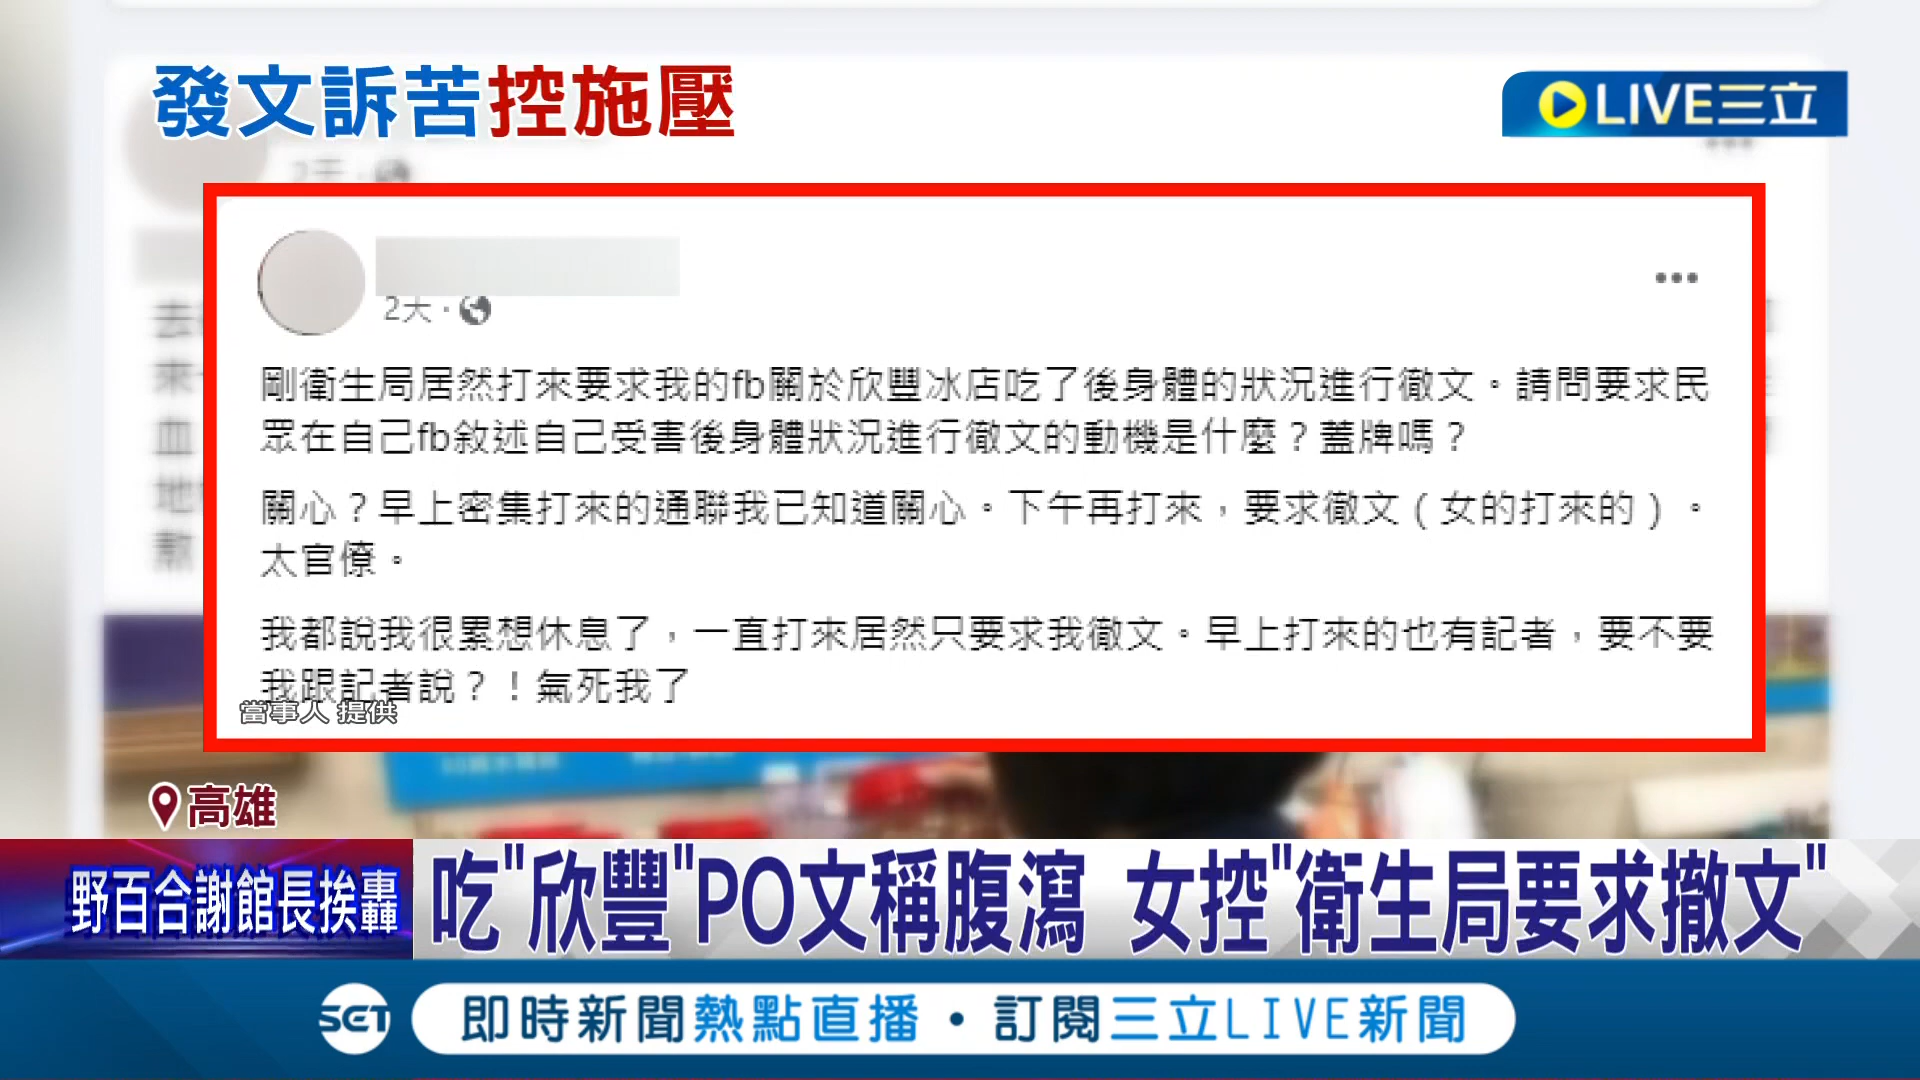 發文訴苦控施壓
LIVE三立
2天
剛衛生局居然打來要求我的fb關於欣豐冰店吃了後身體的狀況進行徹文。請問要求民
眾在自己fb敘述自己受害後身體狀況進行徹文的動機是什麼？蓋牌嗎？
關心？早上密集打來的通聯我已知道關心。下午再打來，要求徹文（女的打來的）。
太官僚。
我都說我很累想休息了，一直打來居然只要求我徹文。早上打來的也有記者，要不要
我跟記者說？！氣死我了
當事人 提供
高雄
野百合謝館長挨轟
吃"欣豐"PO文稱腹瀉 女控"衛生局要求撤文"
SET
即時新聞熱點直播・訂閱三立LIVE新聞